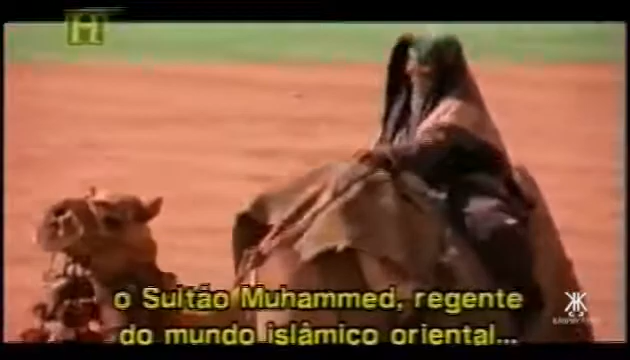 H
o Sultão Muhammed, regente
do mundo islâmico oriental...